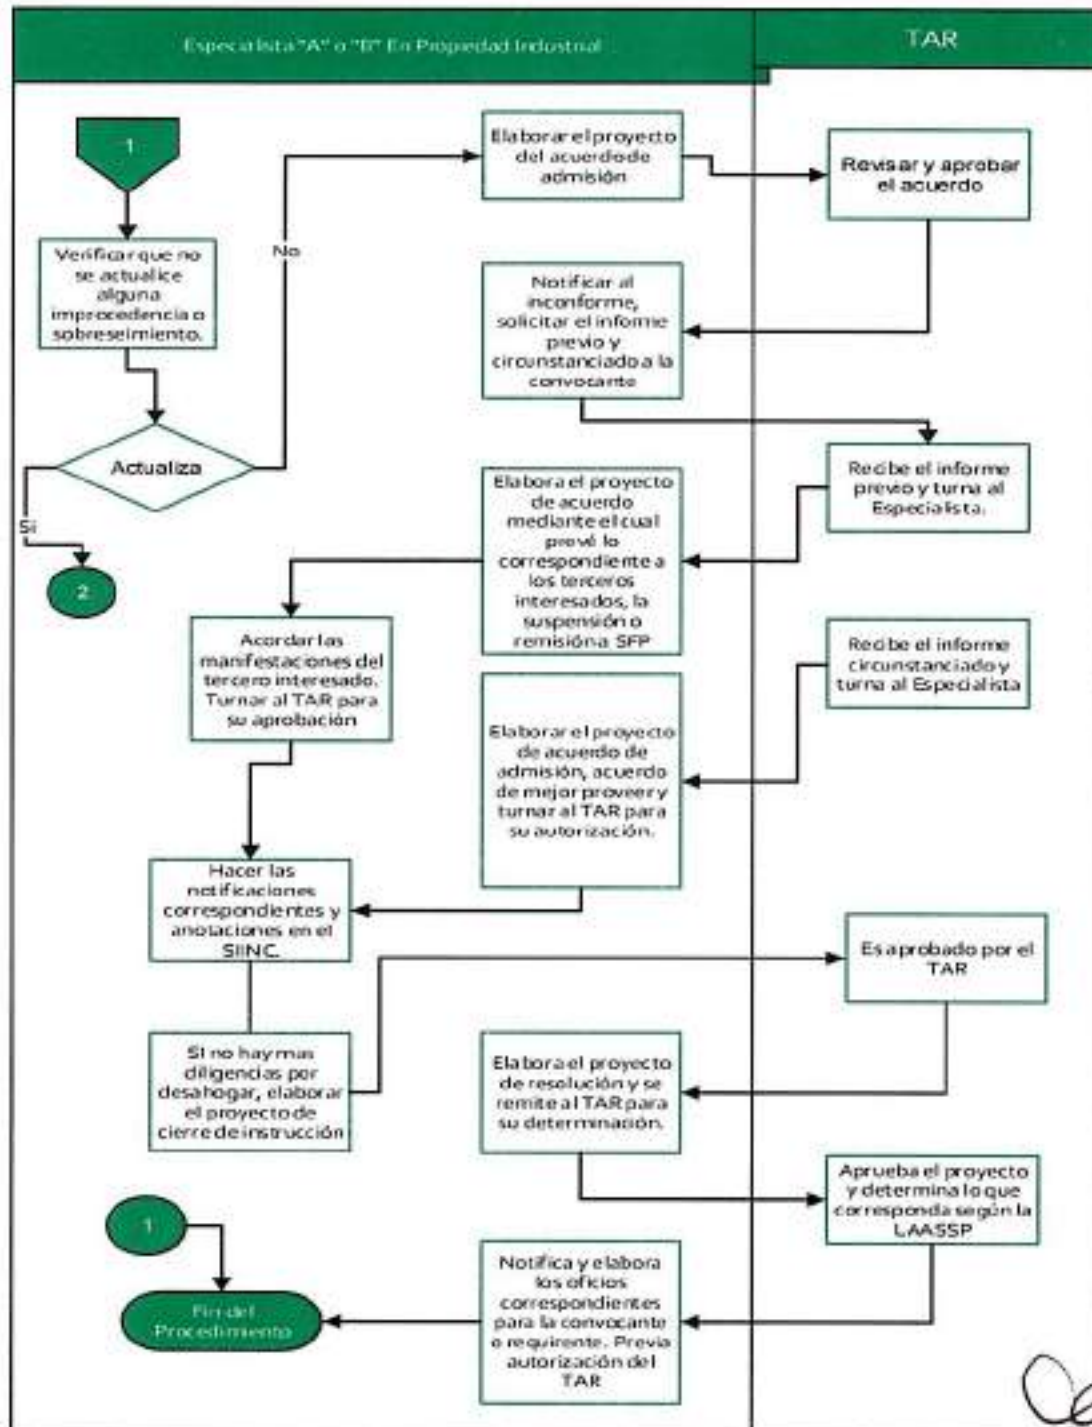 Especialista "A" o "B" En Propiedad Industrial
TAR
1
Verificar que no
se actualice
alguna
improcedencia o
sobreseimiento.
Actualiza
No
Si
2
Elaborar el proyecto
del acuerdo de
admisión
Revisar y aprobar
el acuerdo
Notificar al
inconforme,
solicitar el informe
previo y
circunstanciado a la
convocante
Recibe el informe
previo y turna al
Especialista.
Elabora el proyecto
de acuerdo
mediante el cual
prevé lo
correspondiente a
los terceros
interesados, la
suspensión o
remisión a SFP
Acordar las
manifestaciones del
tercero interesado.
Turnar al TAR para
su aprobación
Recibe el informe
circunstanciado y
turna al Especialista
Elaborar el proyecto
de acuerdo de
admisión, acuerdo
de mejor proveer y
turnar al TAR para
su autorización.
Hacer las
notificaciones
correspondientes y
anotaciones en el
SIINC.
SI no hay mas
diligencias por
desahogar, elaborar
el proyecto de
cierre de instrucción
Es aprobado por el
TAR
Elabora el proyecto
de resolución y se
remite al TAR para
su determinación.
Aprueba el proyecto
y determina lo que
corresponda según la
LAASSP
Notifica y elabora
los oficios
correspondientes
para la convocante
o requirente. Previa
autorización del
TAR
1
Fin del
Procedimiento